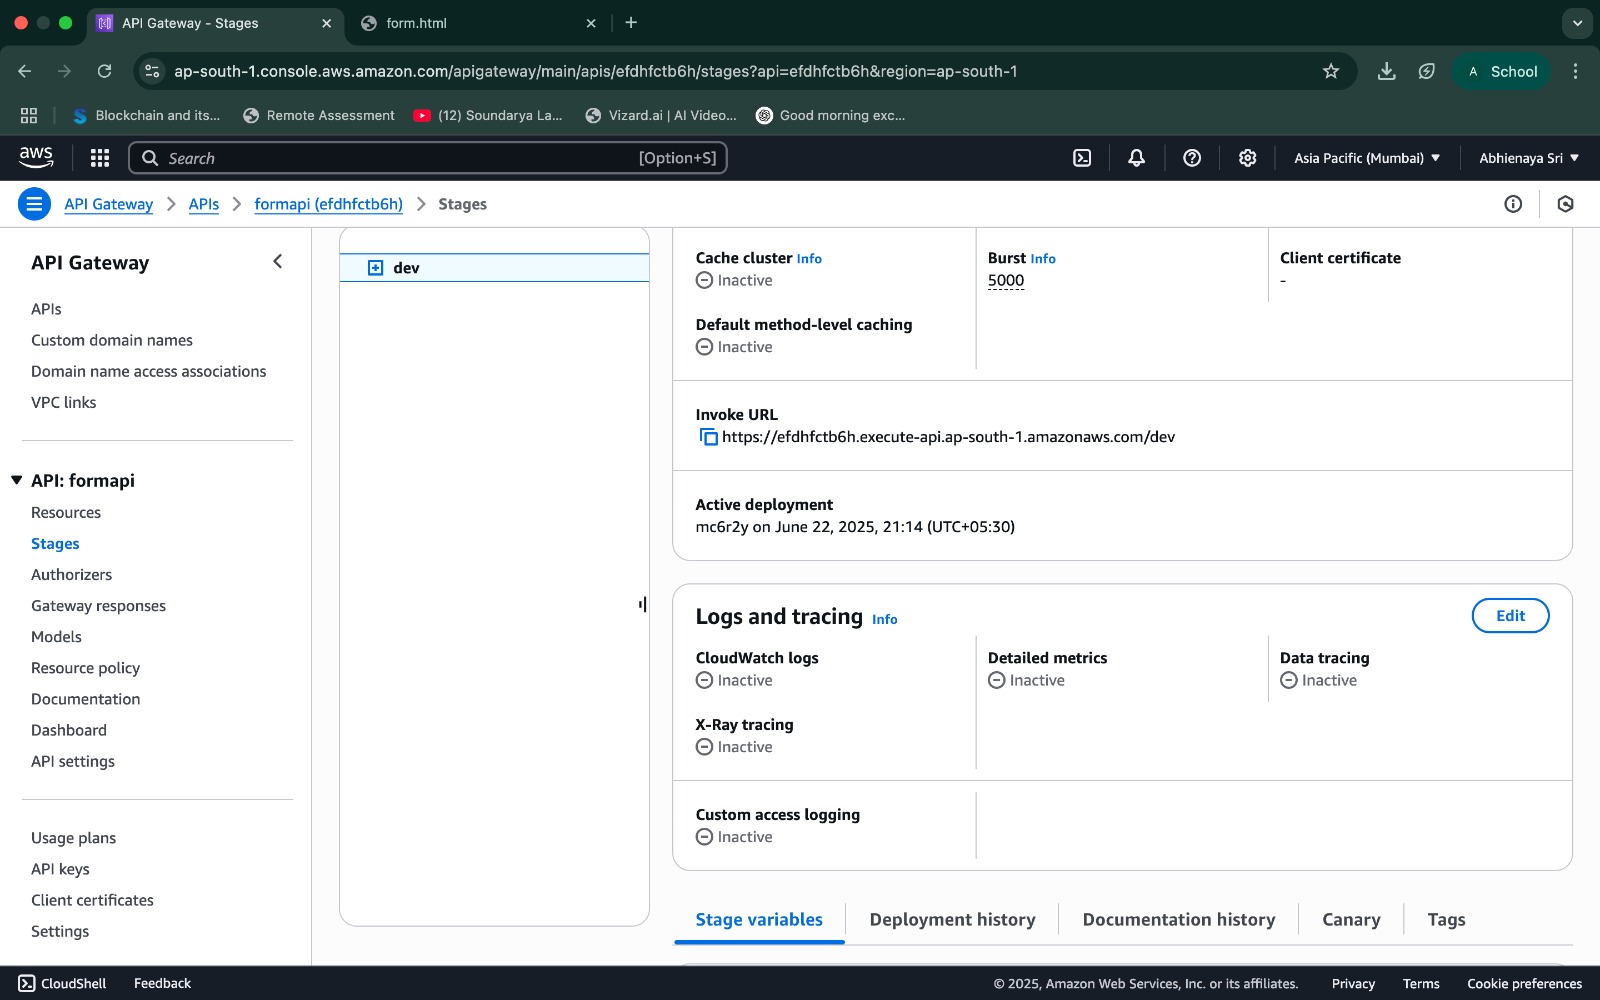 API Gateway - Stages
form.html
ap-south-1.console.aws.amazon.com/apigateway/main/apis/efdhfctb6h/stages?api=efdhfctb6h&region=ap-south-1
A School
Blockchain and its...
Remote Assessment
(12) Soundarya La...
Vizard.ai | AI Video...
Good morning exc...
aws
Search
[Option+S]
Asia Pacific (Mumbai)
Abhienaya Sri
API Gateway
APIs
formapi (efdhfctb6h)
Stages
API Gateway
APIs
Custom domain names
Domain name access associations
VPC links
API: formapi
Resources
Stages
Authorizers
Gateway responses
Models
Resource policy
Documentation
Dashboard
API settings
Usage plans
API keys
Client certificates
Settings
dev
Cache cluster Info
Inactive
Default method-level caching
Inactive
Burst Info
5000
Client certificate
-
Invoke URL
https://efdhfctb6h.execute-api.ap-south-1.amazonaws.com/dev
Active deployment
mc6r2y on June 22, 2025, 21:14 (UTC+05:30)
Logs and tracing Info
Edit
CloudWatch logs
Inactive
Detailed metrics
Inactive
Data tracing
Inactive
X-Ray tracing
Inactive
Custom access logging
Inactive
Stage variables
Deployment history
Documentation history
Canary
Tags
CloudShell
Feedback
© 2025, Amazon Web Services, Inc. or its affiliates.
Privacy
Terms
Cookie preferences